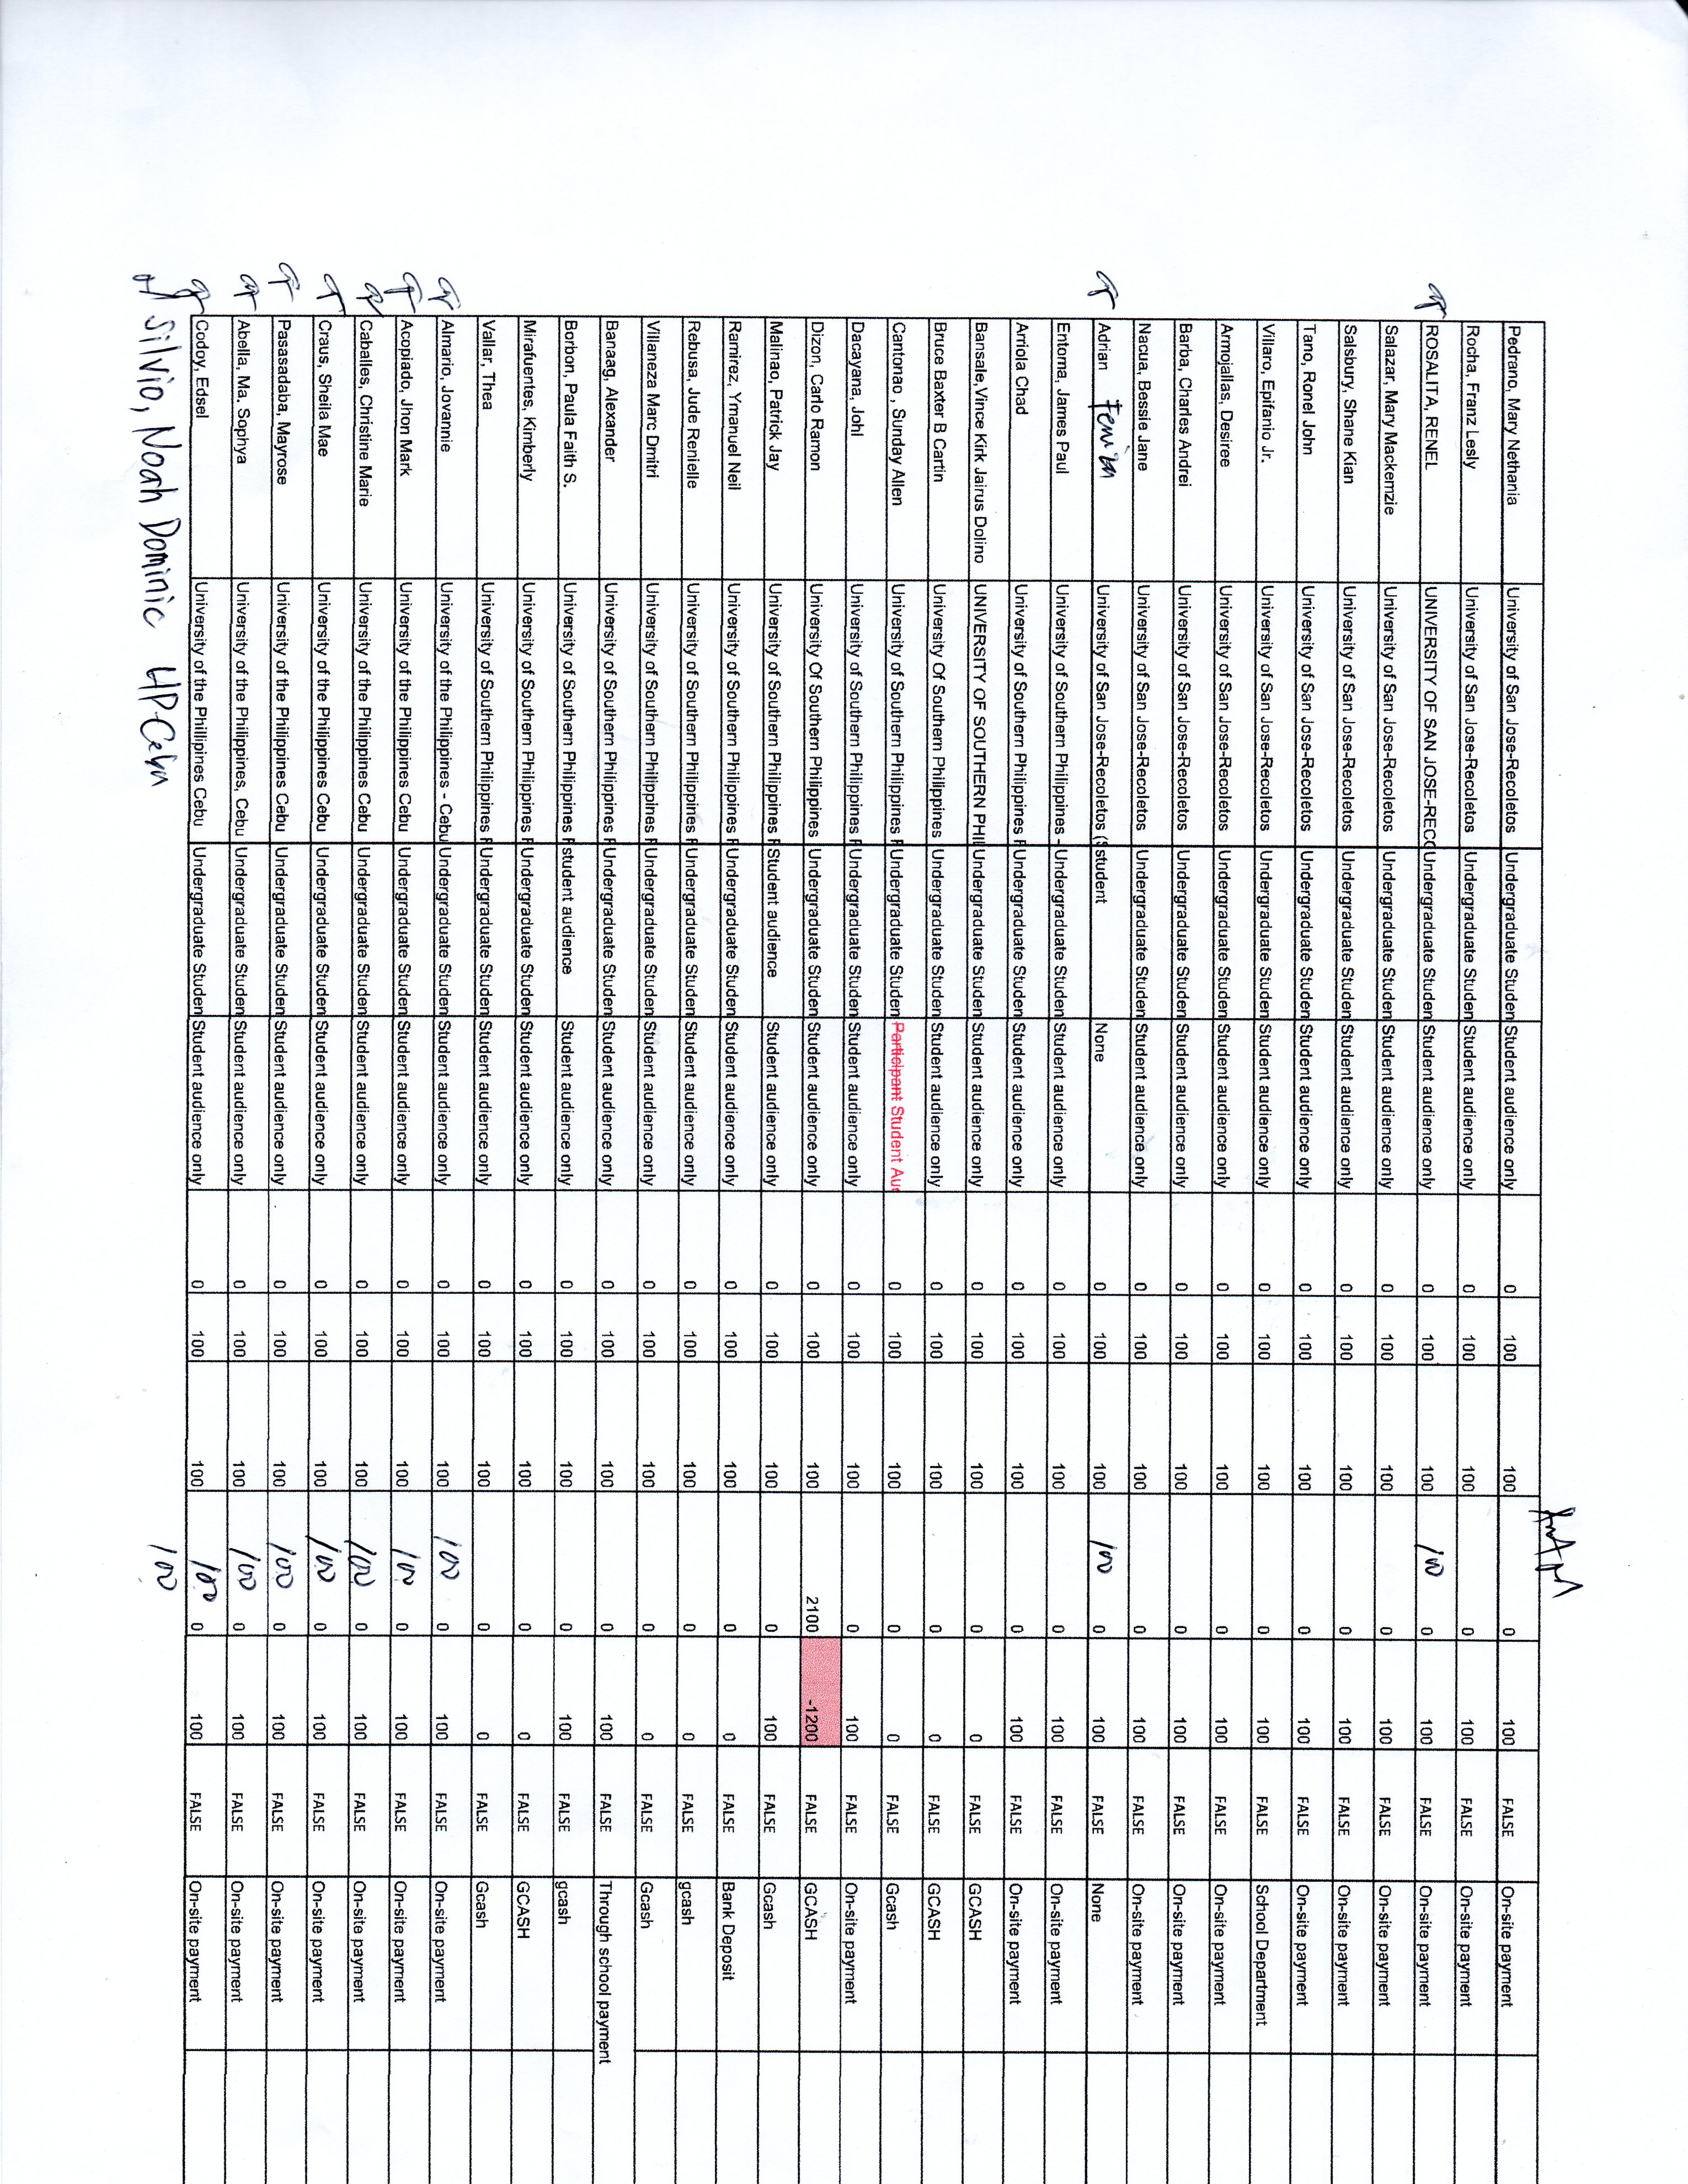 Pedrano, Mary Nethania University of San Jose-Recoletos Undergraduate Studen Student audience only 0 100 100 0 100 FALSE On-site payment
Rocha, Franz Lesly University of San Jose-Recoletos Undergraduate Studen Student audience only 0 100 100 0 100 FALSE On-site payment
ROSALITA, RENEL UNIVERSITY OF SAN JOSE-RECO Undergraduate Studen Student audience only 0 100 100 100 0 100 FALSE On-site payment
Salazar, Mary Mackemzie University of San Jose-Recoletos Undergraduate Studen Student audience only 0 100 100 0 100 FALSE On-site payment
Salsbury, Shane Kian University of San Jose-Recoletos Undergraduate Studen Student audience only 0 100 100 0 100 FALSE On-site payment
Tano, Ronel John University of San Jose-Recoletos Undergraduate Studen Student audience only 0 100 100 0 100 FALSE On-site payment
Villaro, Epifanio Jr. University of San Jose-Recoletos Undergraduate Studen Student audience only 0 100 100 0 100 FALSE School Department
Armojallas, Desiree University of San Jose-Recoletos Undergraduate Studen Student audience only 0 100 100 0 100 FALSE On-site payment
Barba, Charles Andrei University of San Jose-Recoletos Undergraduate Studen Student audience only 0 100 100 0 100 FALSE On-site payment
Nacua, Bessie Jane University of San Jose-Recoletos Undergraduate Studen Student audience only 0 100 100 0 100 FALSE On-site payment
Adrian University of San Jose-Recoletos (S student None 0 100 100 100 0 100 FALSE None
Entoma, James Paul University of Southern Philippines - Undergraduate Studen Student audience only 0 100 100 0 100 FALSE On-site payment
Arriola Chad University of Southern Philippines F Undergraduate Studen Student audience only 0 100 100 0 100 FALSE On-site payment
Bansale, Vince Kirk Jairus Dolino UNIVERSITY OF SOUTHERN PHIL Undergraduate Studen Student audience only 0 100 100 0 0 FALSE GCASH
Bruce Baxter B Cartin University Of Southern Philippines Undergraduate Studen Student audience only 0 100 100 0 0 FALSE GCASH
Cantonao , Sunday Allen University of Southern Philippines F Undergraduate Studen Participant Student Au 0 100 100 0 0 FALSE Gcash
Dacayana, Johl University of Southern Philippines F Undergraduate Studen Student audience only 0 100 100 0 100 FALSE On-site payment
Dizon, Carlo Ramon University Of Southern Philippines Undergraduate Studen Student audience only 0 100 100 2100 -1200 FALSE GCASH
Malinao, Patrick Jay University of Southern Philippines F Student audience Student audience only 0 100 100 0 100 FALSE Gcash
Ramirez, Ymanuel Neil University of Southern Philippines F Undergraduate Studen Student audience only 0 100 100 0 0 FALSE Bank Deposit
Rebusa, Jude Renielle University of Southern Philippines F Undergraduate Studen Student audience only 0 100 100 0 0 FALSE gcash
Villaneza Marc Dmitri University of Southern Philippines F Undergraduate Studen Student audience only 0 100 100 0 0 FALSE Gcash
Banaag, Alexander University of Southern Philippines F Undergraduate Studen Student audience only 0 100 100 0 100 FALSE Through school payment
Borbon, Paula Faith S. University of Southern Philippines F student audience Student audience only 0 100 100 0 100 FALSE gcash
Mirafuentes, Kimberly University of Southern Philippines F Undergraduate Studen Student audience only 0 100 100 0 0 FALSE GCASH
Vallar, Thea University of Southern Philippines F Undergraduate Studen Student audience only 0 100 100 0 0 FALSE Gcash
Almario, Jovannie University of the Philippines - Cebu Undergraduate Studen Student audience only 0 100 100 100 0 100 FALSE On-site payment
Acopiado, Jhon Mark University of the Philippines Cebu Undergraduate Studen Student audience only 0 100 100 100 0 100 FALSE On-site payment
Caballes, Christine Marie University of the Philippines Cebu Undergraduate Studen Student audience only 0 100 100 100 0 100 FALSE On-site payment
Craus, Sheila Mae University of the Philippines Cebu Undergraduate Studen Student audience only 0 100 100 100 0 100 FALSE On-site payment
Pasasadaba, Mayrose University of the Philippines Cebu Undergraduate Studen Student audience only 0 100 100 100 0 100 FALSE On-site payment
Abella, Ma. Sophya University of the Philippines, Cebu Undergraduate Studen Student audience only 0 100 100 100 0 100 FALSE On-site payment
Codoy, Edsel University of the Phillipines Cebu Undergraduate Studen Student audience only 0 100 100 100 0 100 FALSE On-site payment
Silvio, Noah Dominic UP Cebu 100